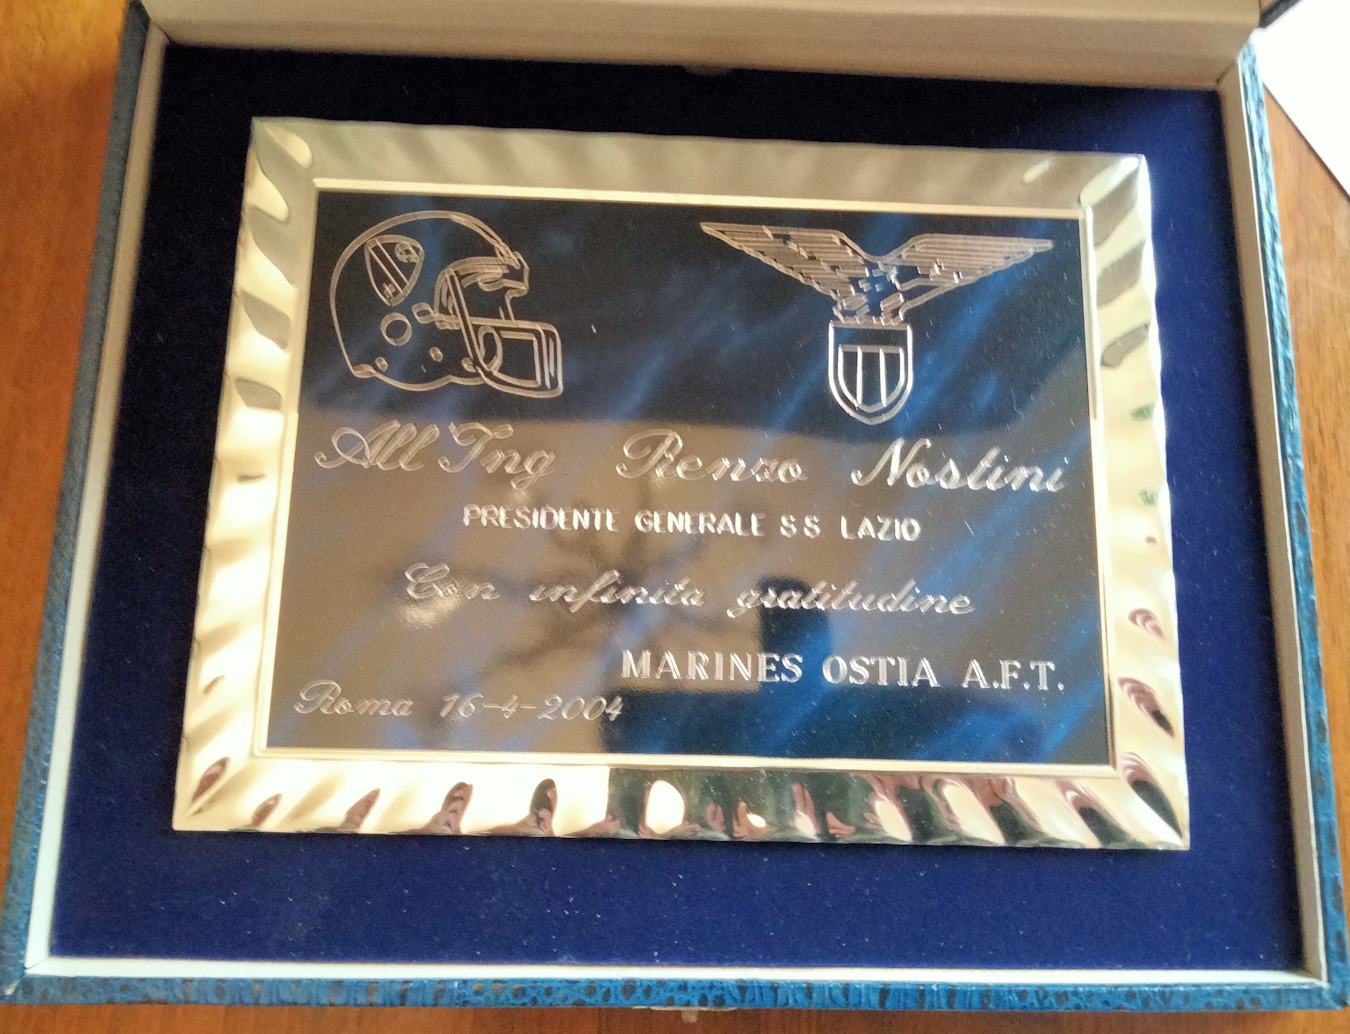 All'Ing Renzo Nostini
PRESIDENTE GENERALE S.S. LAZIO
Con infinita gratitudine
MARINES OSTIA A.F.T.
Roma 16-4-2004